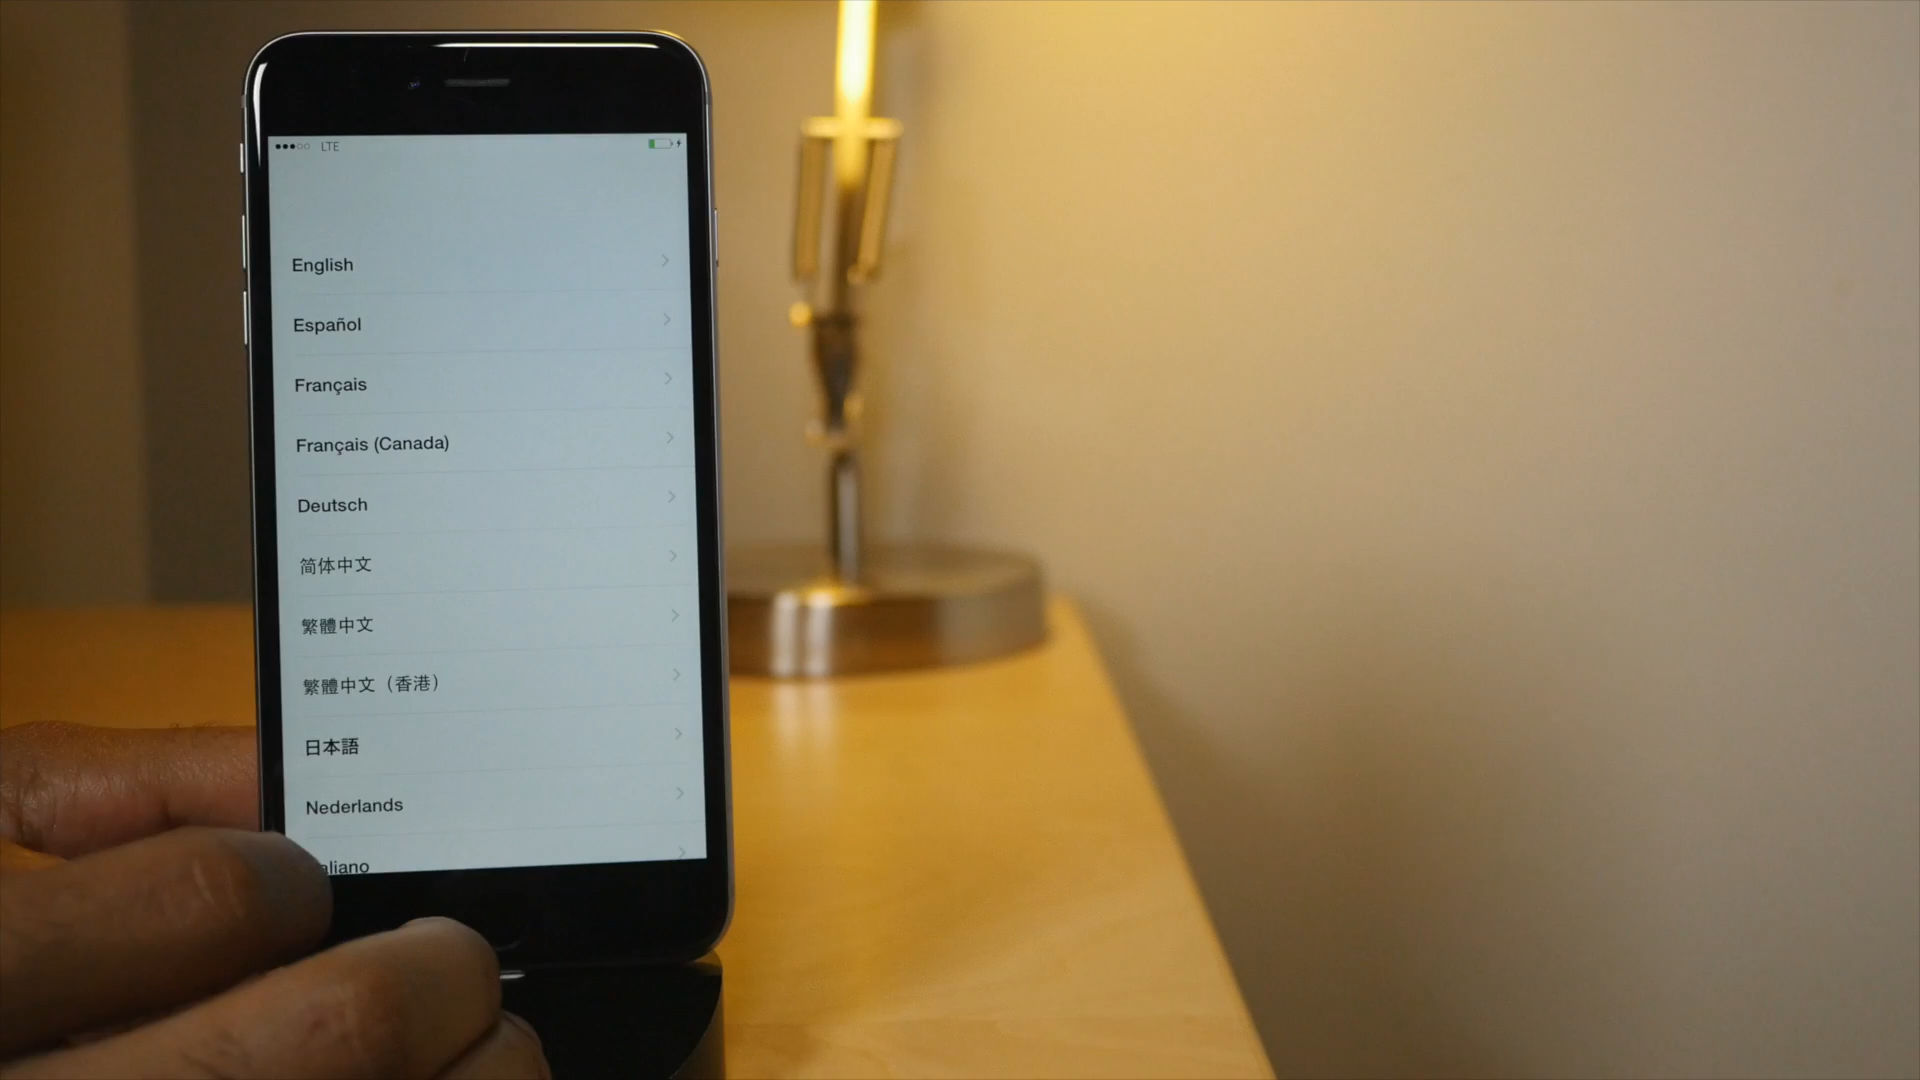 LTE
English
Español
Français
Français (Canada)
Deutsch
简体中文
繁體中文
繁體中文（香港）
日本語
Nederlands
aliano